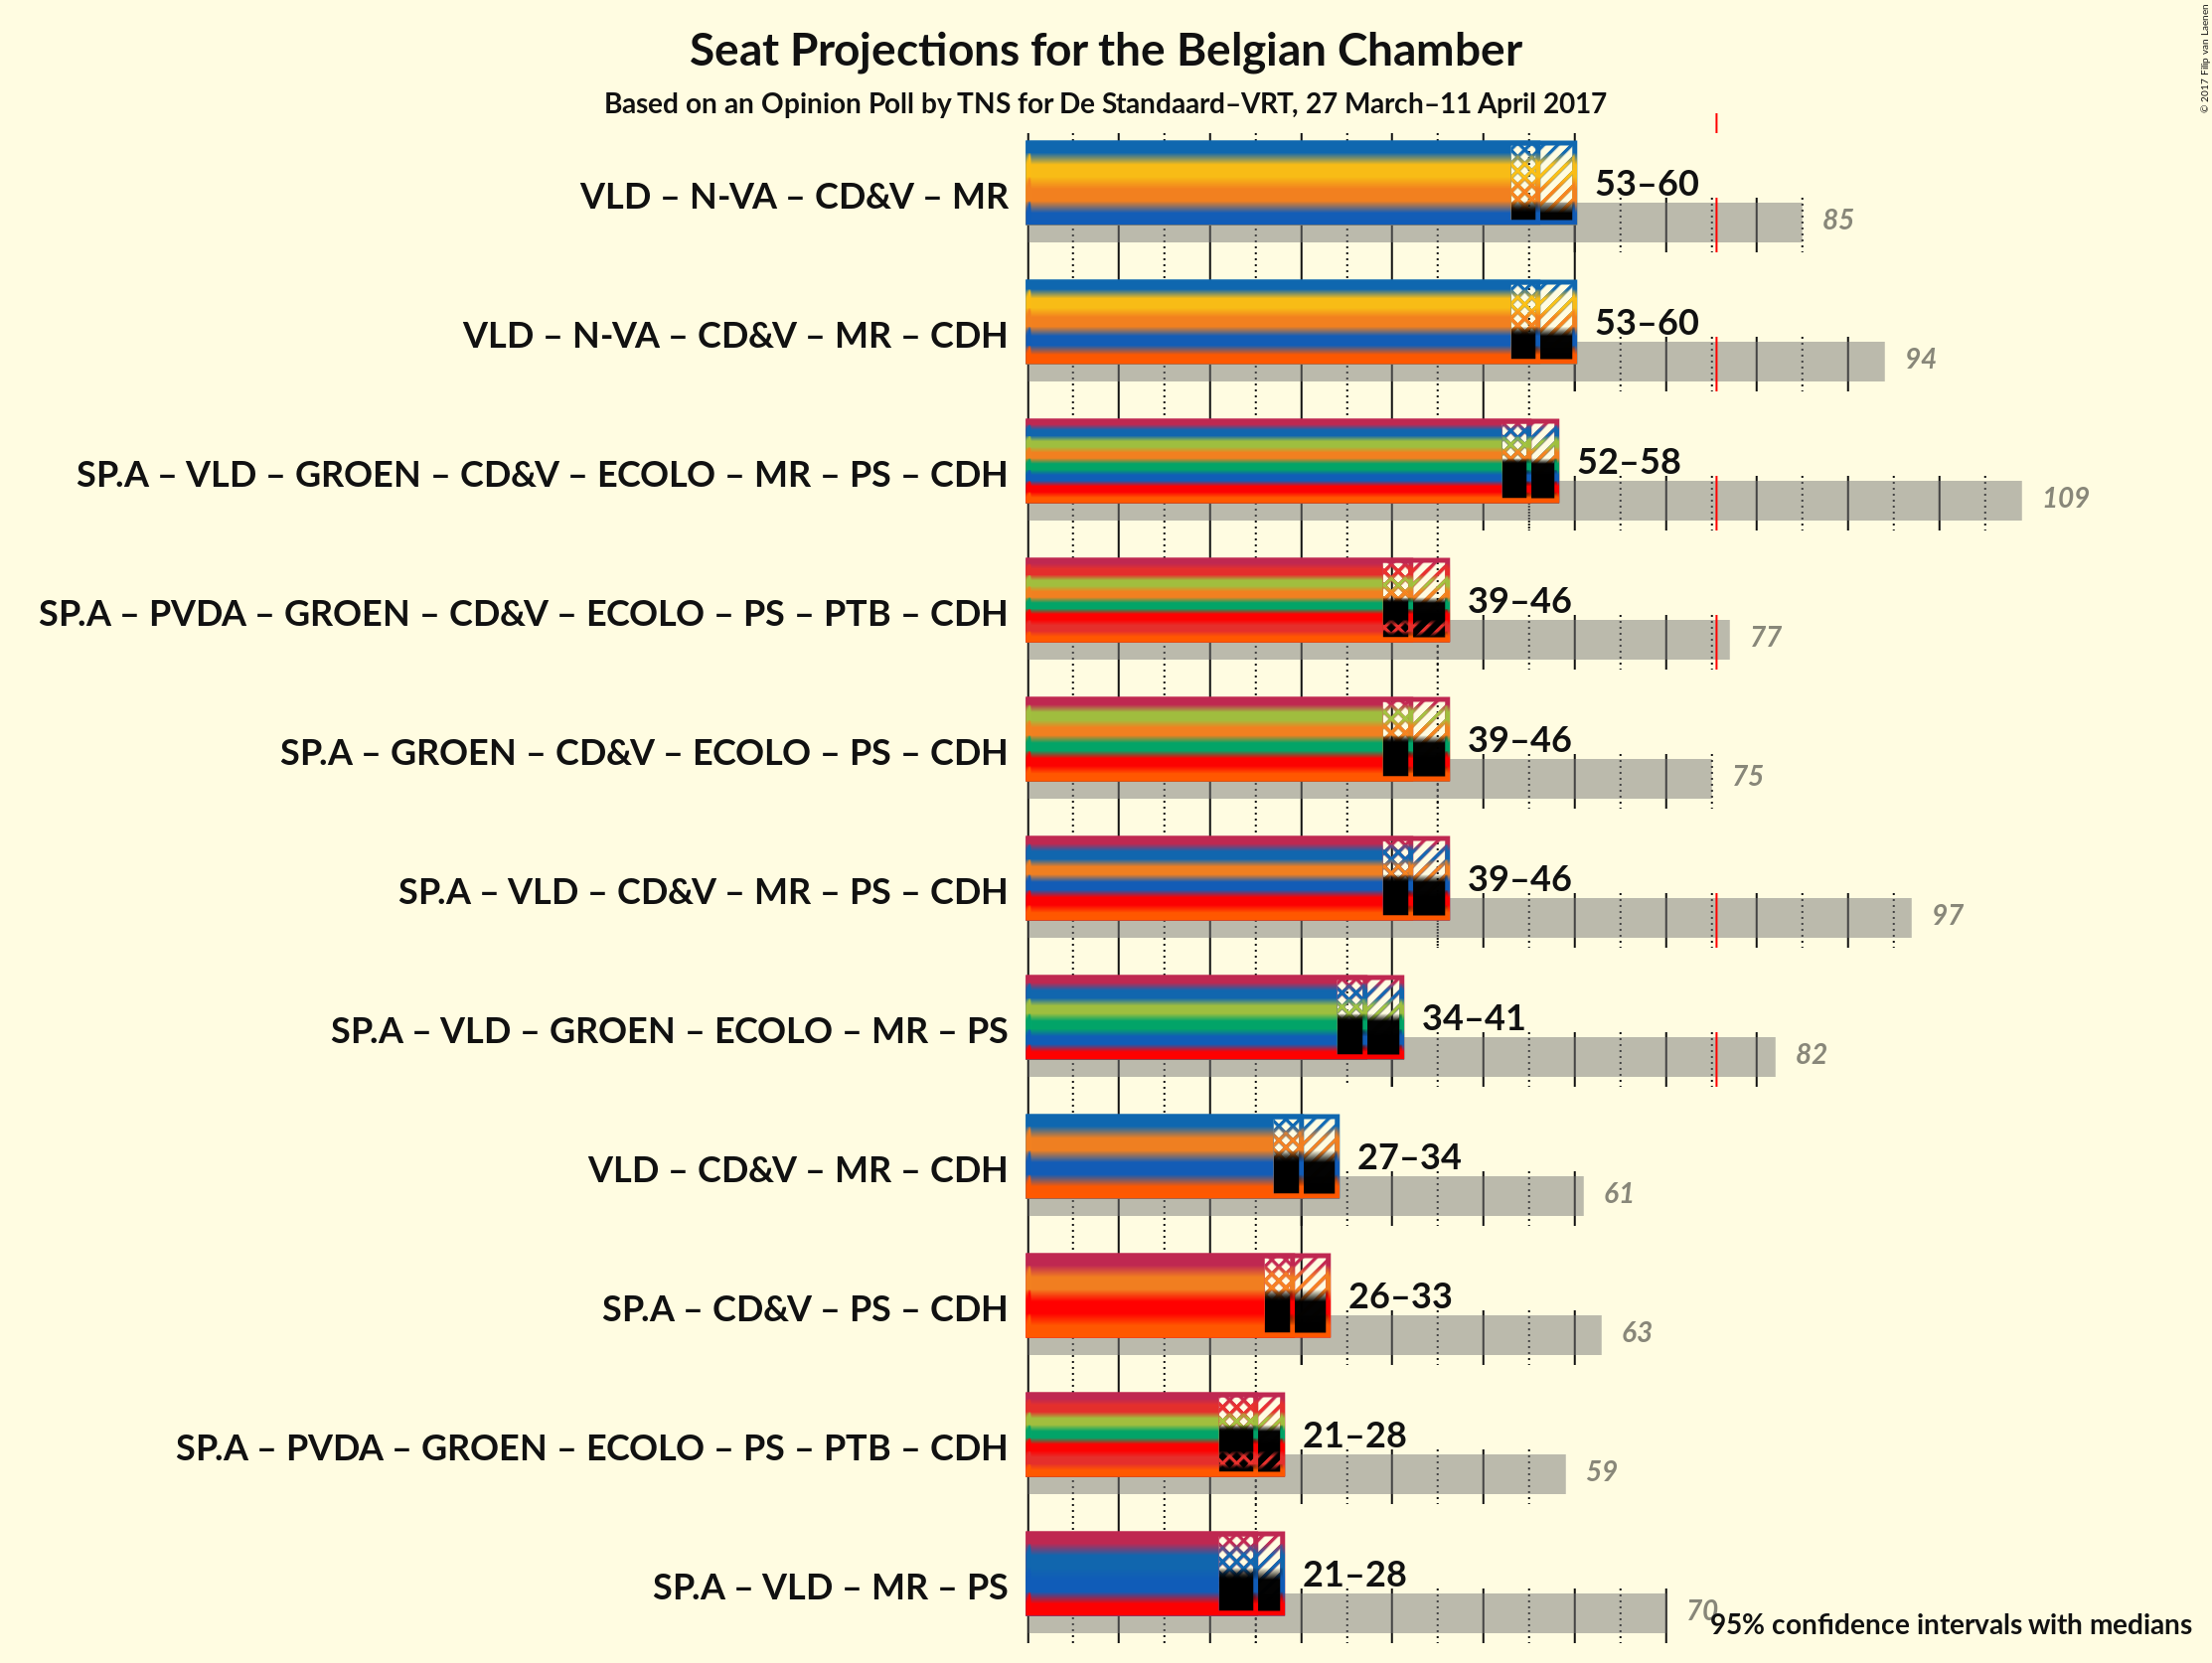 Seat Projections for the Belgian Chamber
Based on an Opinion Poll by TNS for De Standaard–VRT, 27 March–11 April 2017
© 2017 Filip van Laenen
VLD – N-VA – CD&V – MR
53–60
85
VLD – N-VA – CD&V – MR – CDH
53–60
94
SP.A – VLD – GROEN – CD&V – ECOLO – MR – PS – CDH
52–58
109
SP.A – PVDA – GROEN – CD&V – ECOLO – PS – PTB – CDH
39–46
77
SP.A – GROEN – CD&V – ECOLO – PS – CDH
39–46
75
SP.A – VLD – CD&V – MR – PS – CDH
39–46
97
SP.A – VLD – GROEN – ECOLO – MR – PS
34–41
82
VLD – CD&V – MR – CDH
27–34
61
SP.A – CD&V – PS – CDH
26–33
63
SP.A – PVDA – GROEN – ECOLO – PS – PTB – CDH
21–28
59
SP.A – VLD – MR – PS
21–28
70
95% confidence intervals with medians